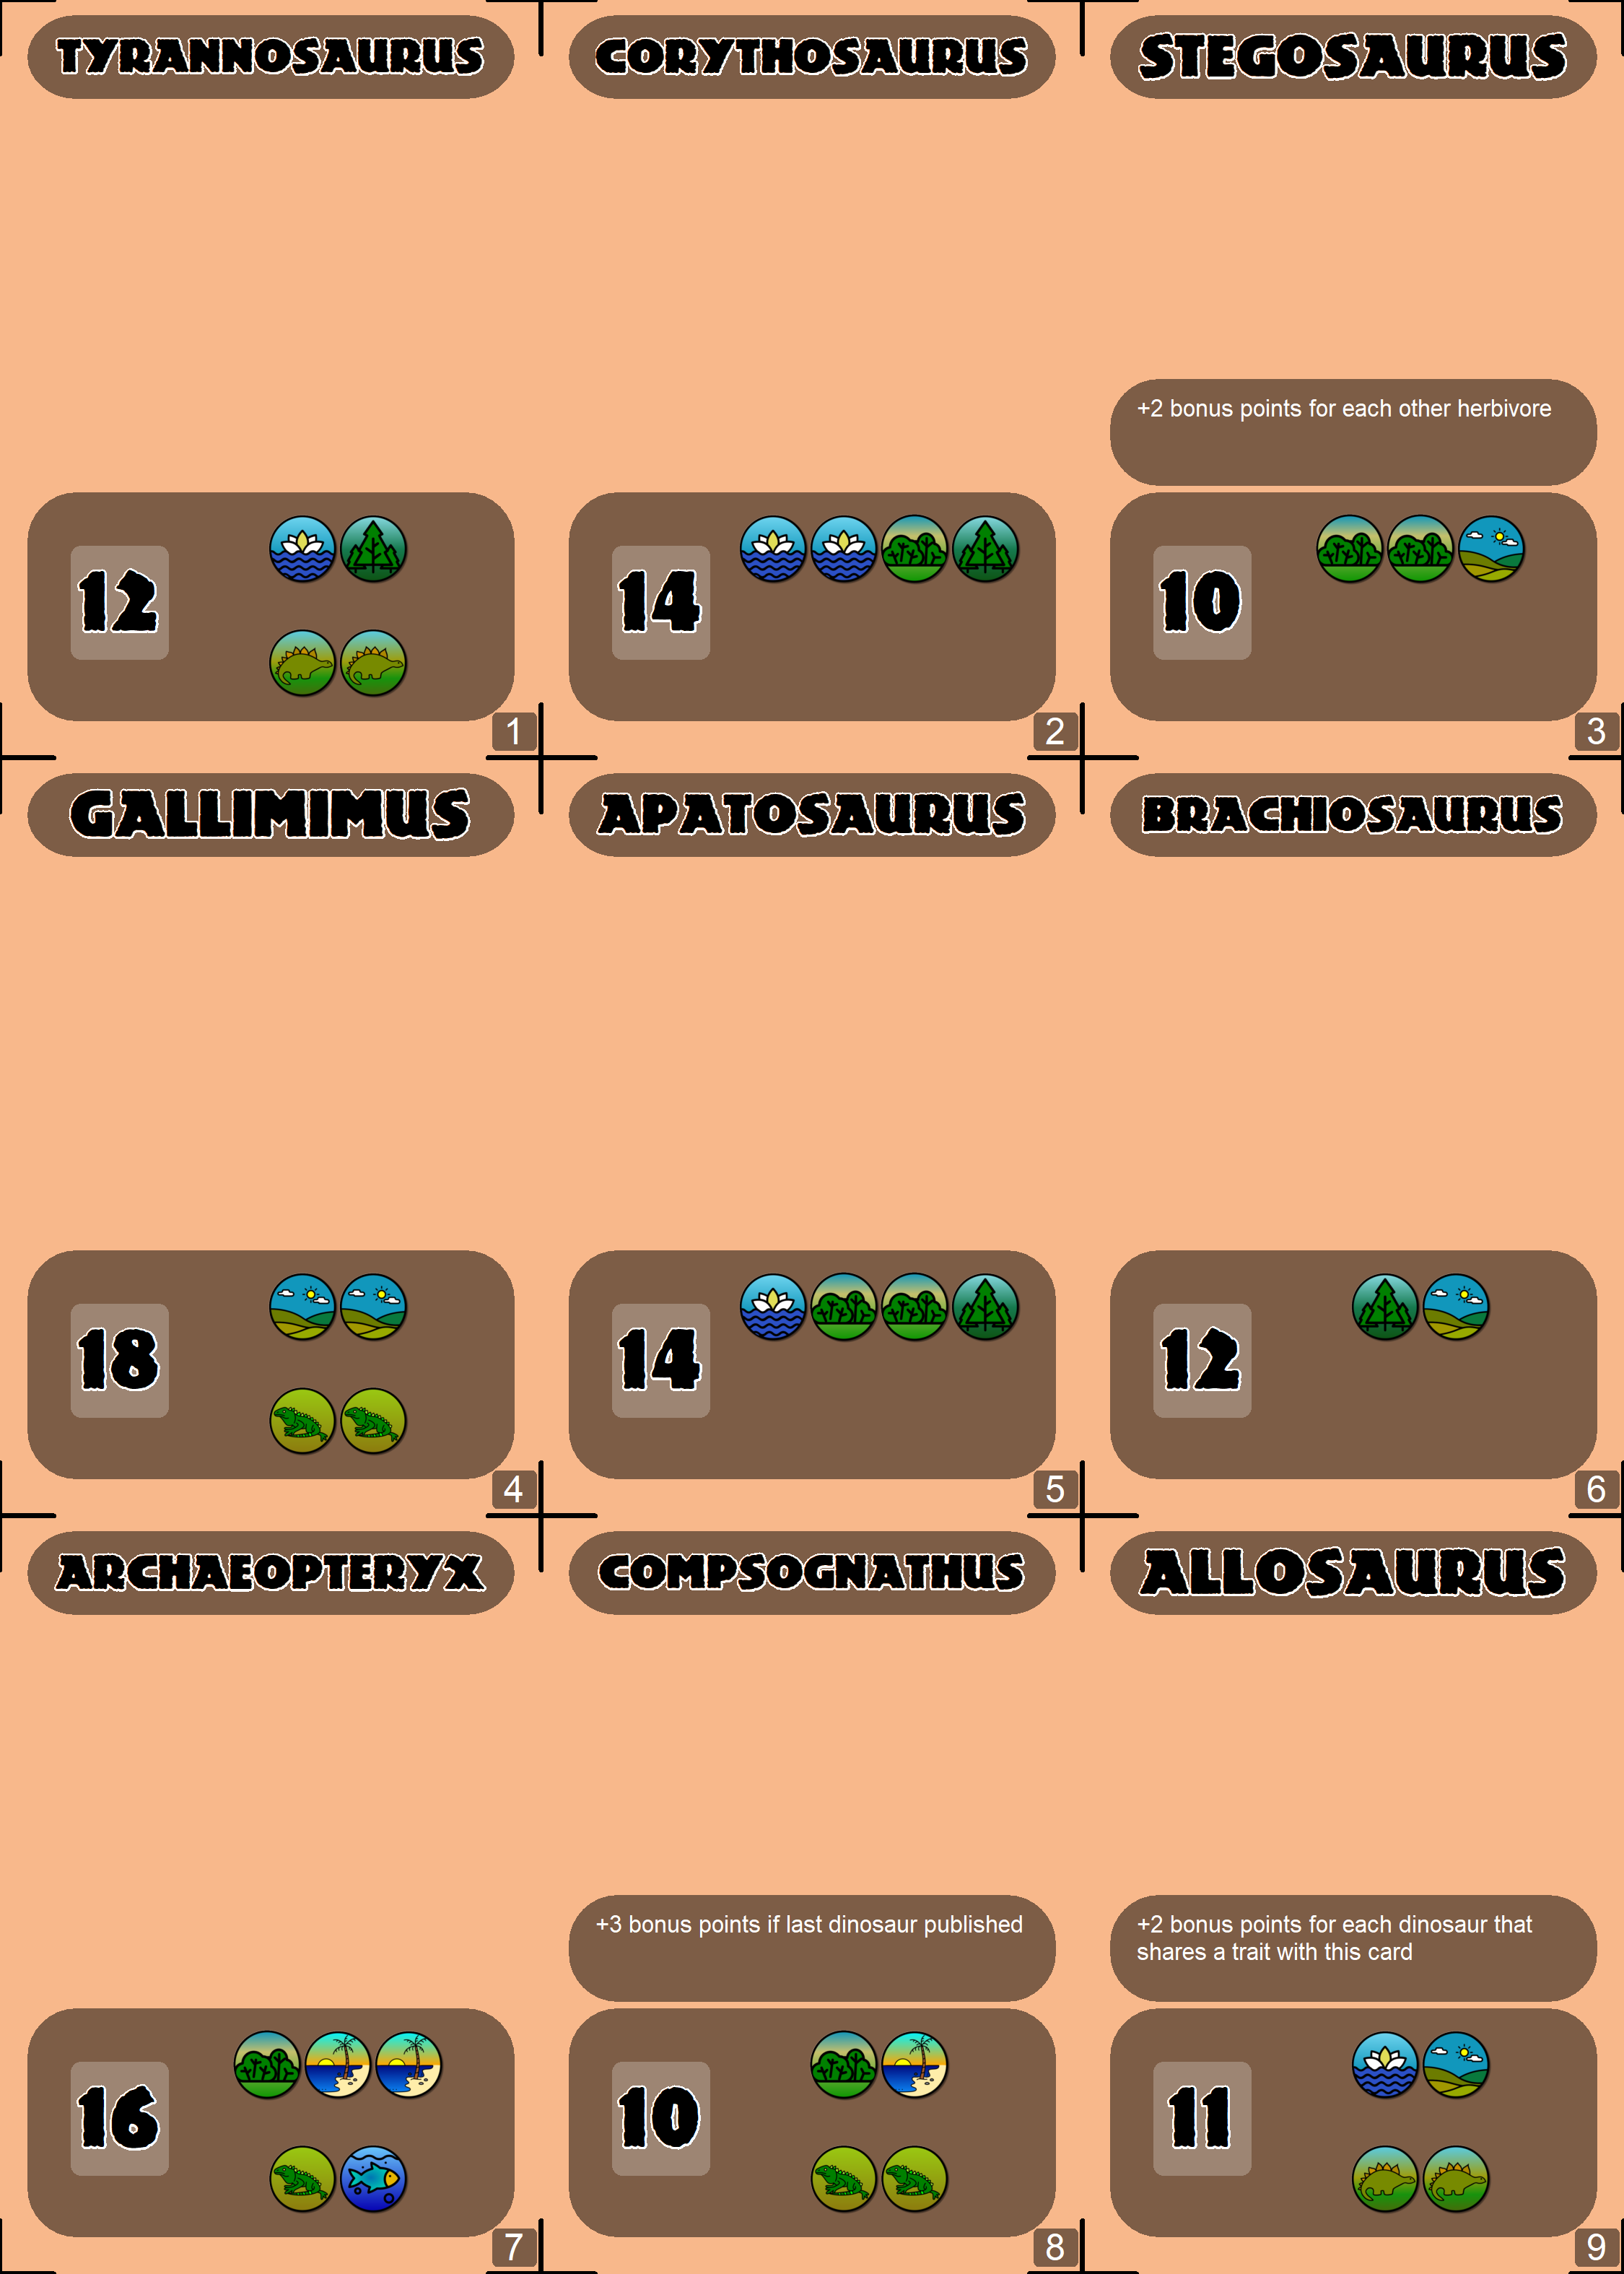 TYRANNOSAURUS
12
1
CORYTHOSAURUS
14
2
STEGOSAURUS
+2 bonus points for each other herbivore
10
3
GALLIMIMUS
18
4
APATOSAURUS
14
5
BRACHIOSAURUS
12
6
ARCHAEOPTERYX
16
7
COMPSOGNATHUS
+3 bonus points if last dinosaur published
10
8
ALLOSAURUS
+2 bonus points for each dinosaur that
shares a trait with this card
11
9